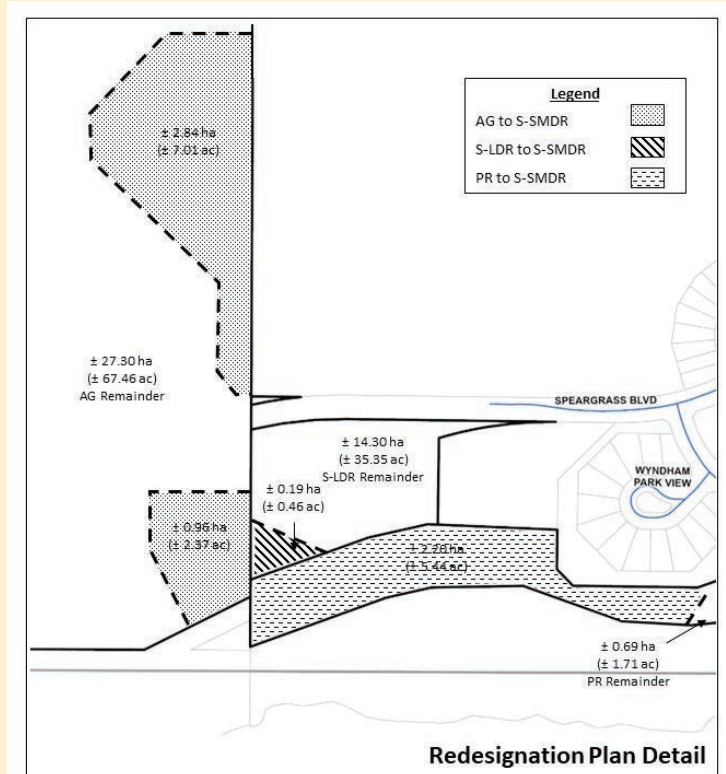 Legend
AG to S-SMDR
S-LDR to S-SMDR
PR to S-SMDR
± 2.84 ha
(± 7.01 ac)
± 27.30 ha
(± 67.46 ac)
AG Remainder
SPEARGRASS BLVD
± 14.30 ha
(± 35.35 ac)
S-LDR Remainder
WYNDHAM
PARK VIEW
± 0.19 ha
(± 0.46 ac)
± 0.96 ha
(± 2.37 ac)
± 2.20 ha
(± 5.44 ac)
± 0.69 ha
(± 1.71 ac)
PR Remainder
Redesignation Plan Detail